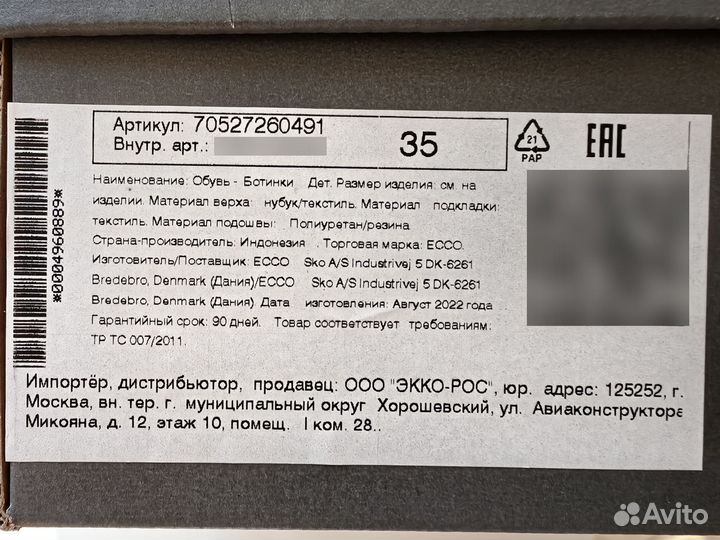 Артикул: 70527260491
Внутр. арт.:
35
21
PAP
EAC
*0004960889*
Наименование: Обувь - Ботинки Дет. Размер изделия: см. на
изделии. Материал верха: нубук/текстиль. Материал подкладки:
текстиль. Материал подошвы: Полиуретан/резина
Страна-производитель: Индонезия . Торговая марка: ECCO.
Изготовитель/Поставщик: ECCO Sko A/S Industrivej 5 DK-6261
Bredebro, Denmark (Дания)/ECCO Sko A/S Industrivej 5 DK-6261
Bredebro, Denmark (Дания) Дата изготовления: Август 2022 года .
Гарантийный срок: 90 дней. Товар соответствует требованиям:
ТР ТС 007/2011.
Импортёр, дистрибьютор, продавец: ООО "ЭККО-РОС", юр. адрес: 125252, г.
Москва, вн. тер. г. муниципальный округ Хорошевский, ул. Авиаконструктора
Микояна, д. 12, этаж 10, помещ. I ком. 28..
Avito